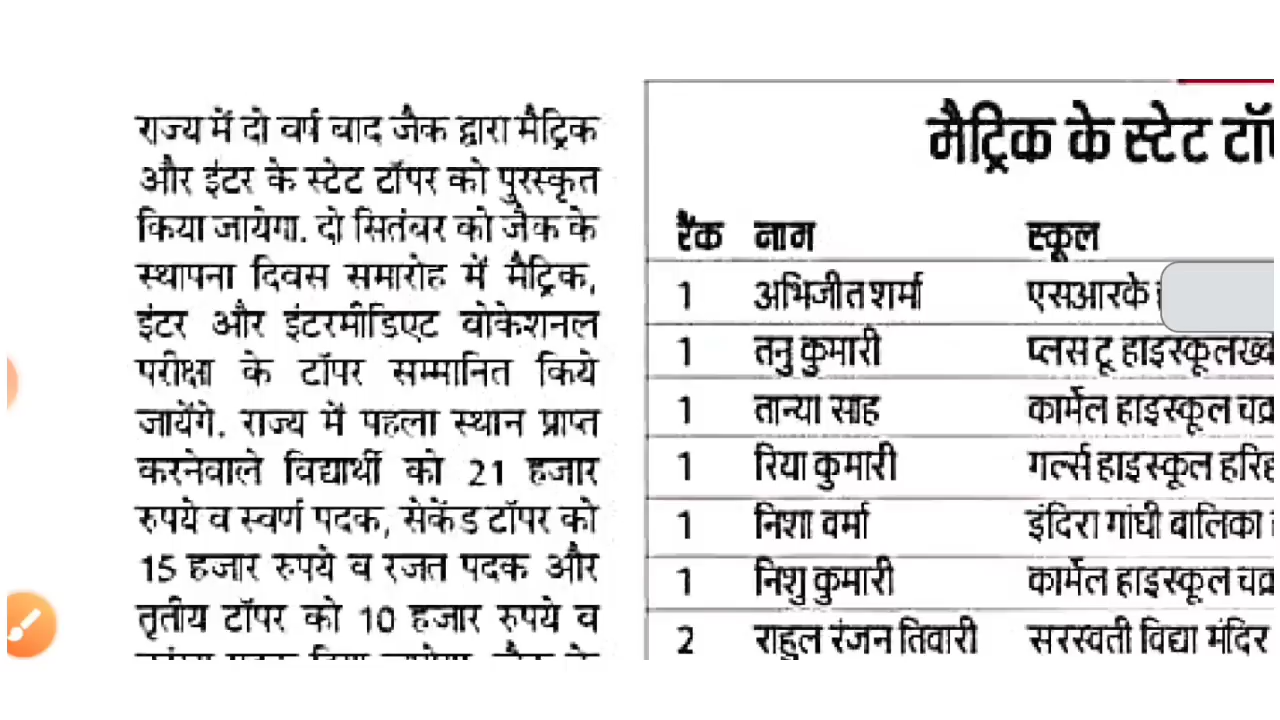 राज्य में दो वर्ष बाद जैक द्वारा मैट्रिक
और इंटर के स्टेट टॉपर को पुरस्कृत
किया जायेगा. दो सितंबर को जैक के
स्थापना दिवस समारोह में मैट्रिक,
इंटर और इंटरमीडिएट वोकेशनल
परीक्षा के टॉपर सम्मानित किये
जायेंगे. राज्य में पहला स्थान प्राप्त
करनेवाले विद्यार्थी को 21 हजार
रुपये व स्वर्ण पदक, सेकेंड टॉपर को
15 हजार रुपये व रजत पदक और
तृतीय टॉपर को 10 हजार रुपये व
मैट्रिक के स्टेट
रैंक नाम स्कूल
1 अभिजीत शर्मा एसआरके
1 तनु कुमारी प्लस टू हाइस्कूल
1 तान्या साह कार्मेल हाइस्कूल
1 रिया कुमारी गर्ल्स हाइस्कूल
1 निशा वर्मा इंदिरा गांधी बालिका
1 निशु कुमारी कार्मेल हाइस्कूल
2 राहुल रंजन तिवारी सरस्वती विद्या मंदिर